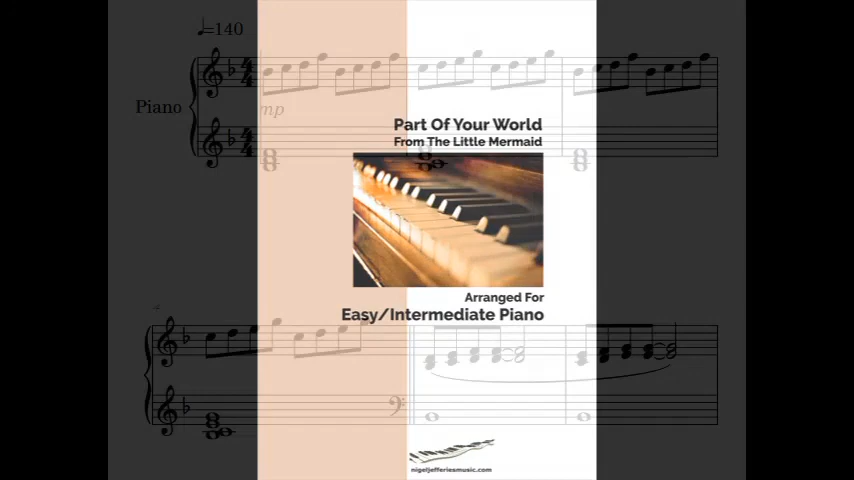 ♩=140
Piano
mp
Part Of Your World
From The Little Mermaid
Arranged For
Easy/Intermediate Piano
nigeljefferiesmusic.com